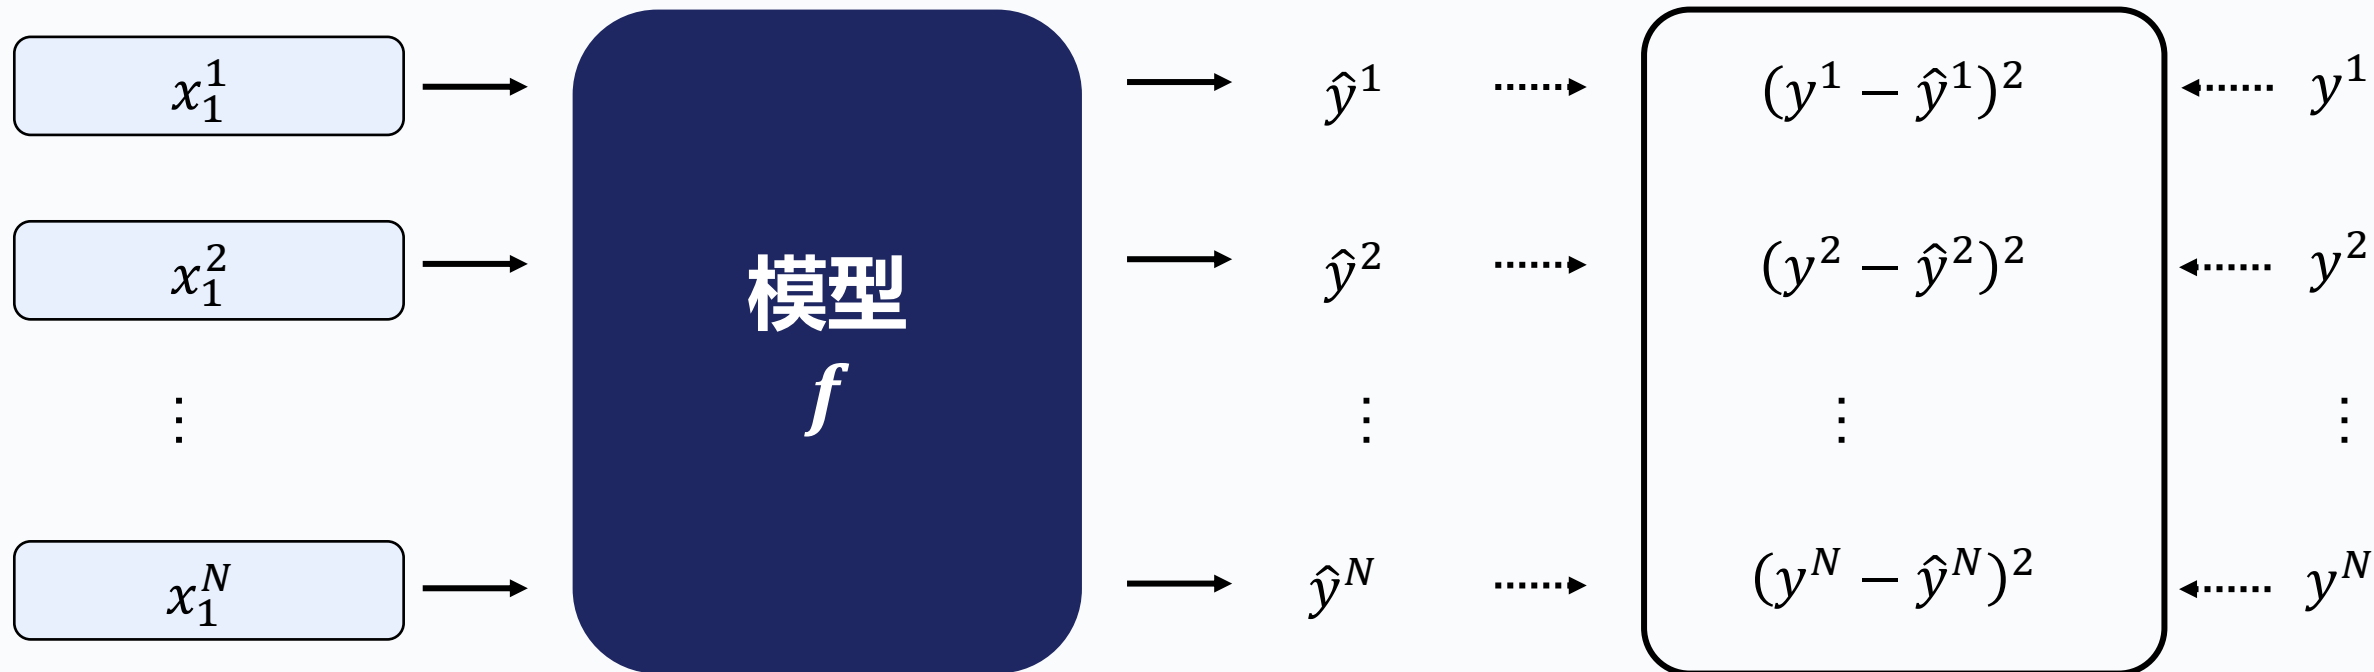 x_1^1 ŷ^1 (y^1 − ŷ^1)^2 y^1
x_1^2 ŷ^2 (y^2 − ŷ^2)^2 y^2
模型
f
⋮ ⋮ ⋮ ⋮
x_1^N ŷ^N (y^N − ŷ^N)^2 y^N